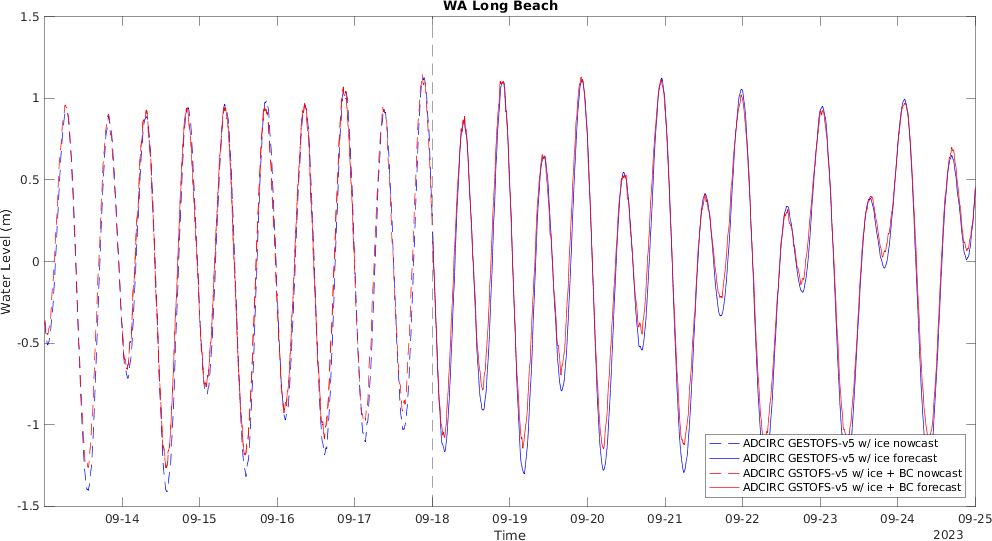 WA Long Beach
1.5
1
0.5
0
-0.5
-1
-1.5
Water Level (m)
ADCIRC GESTOFS-v5 w/ ice nowcast
ADCIRC GESTOFS-v5 w/ ice forecast
ADCIRC GSTOFS-v5 w/ ice + BC nowcast
ADCIRC GSTOFS-v5 w/ ice + BC forecast
09-14 09-15 09-16 09-17 09-18 09-19 09-20 09-21 09-22 09-23 09-24 09-25
Time
2023